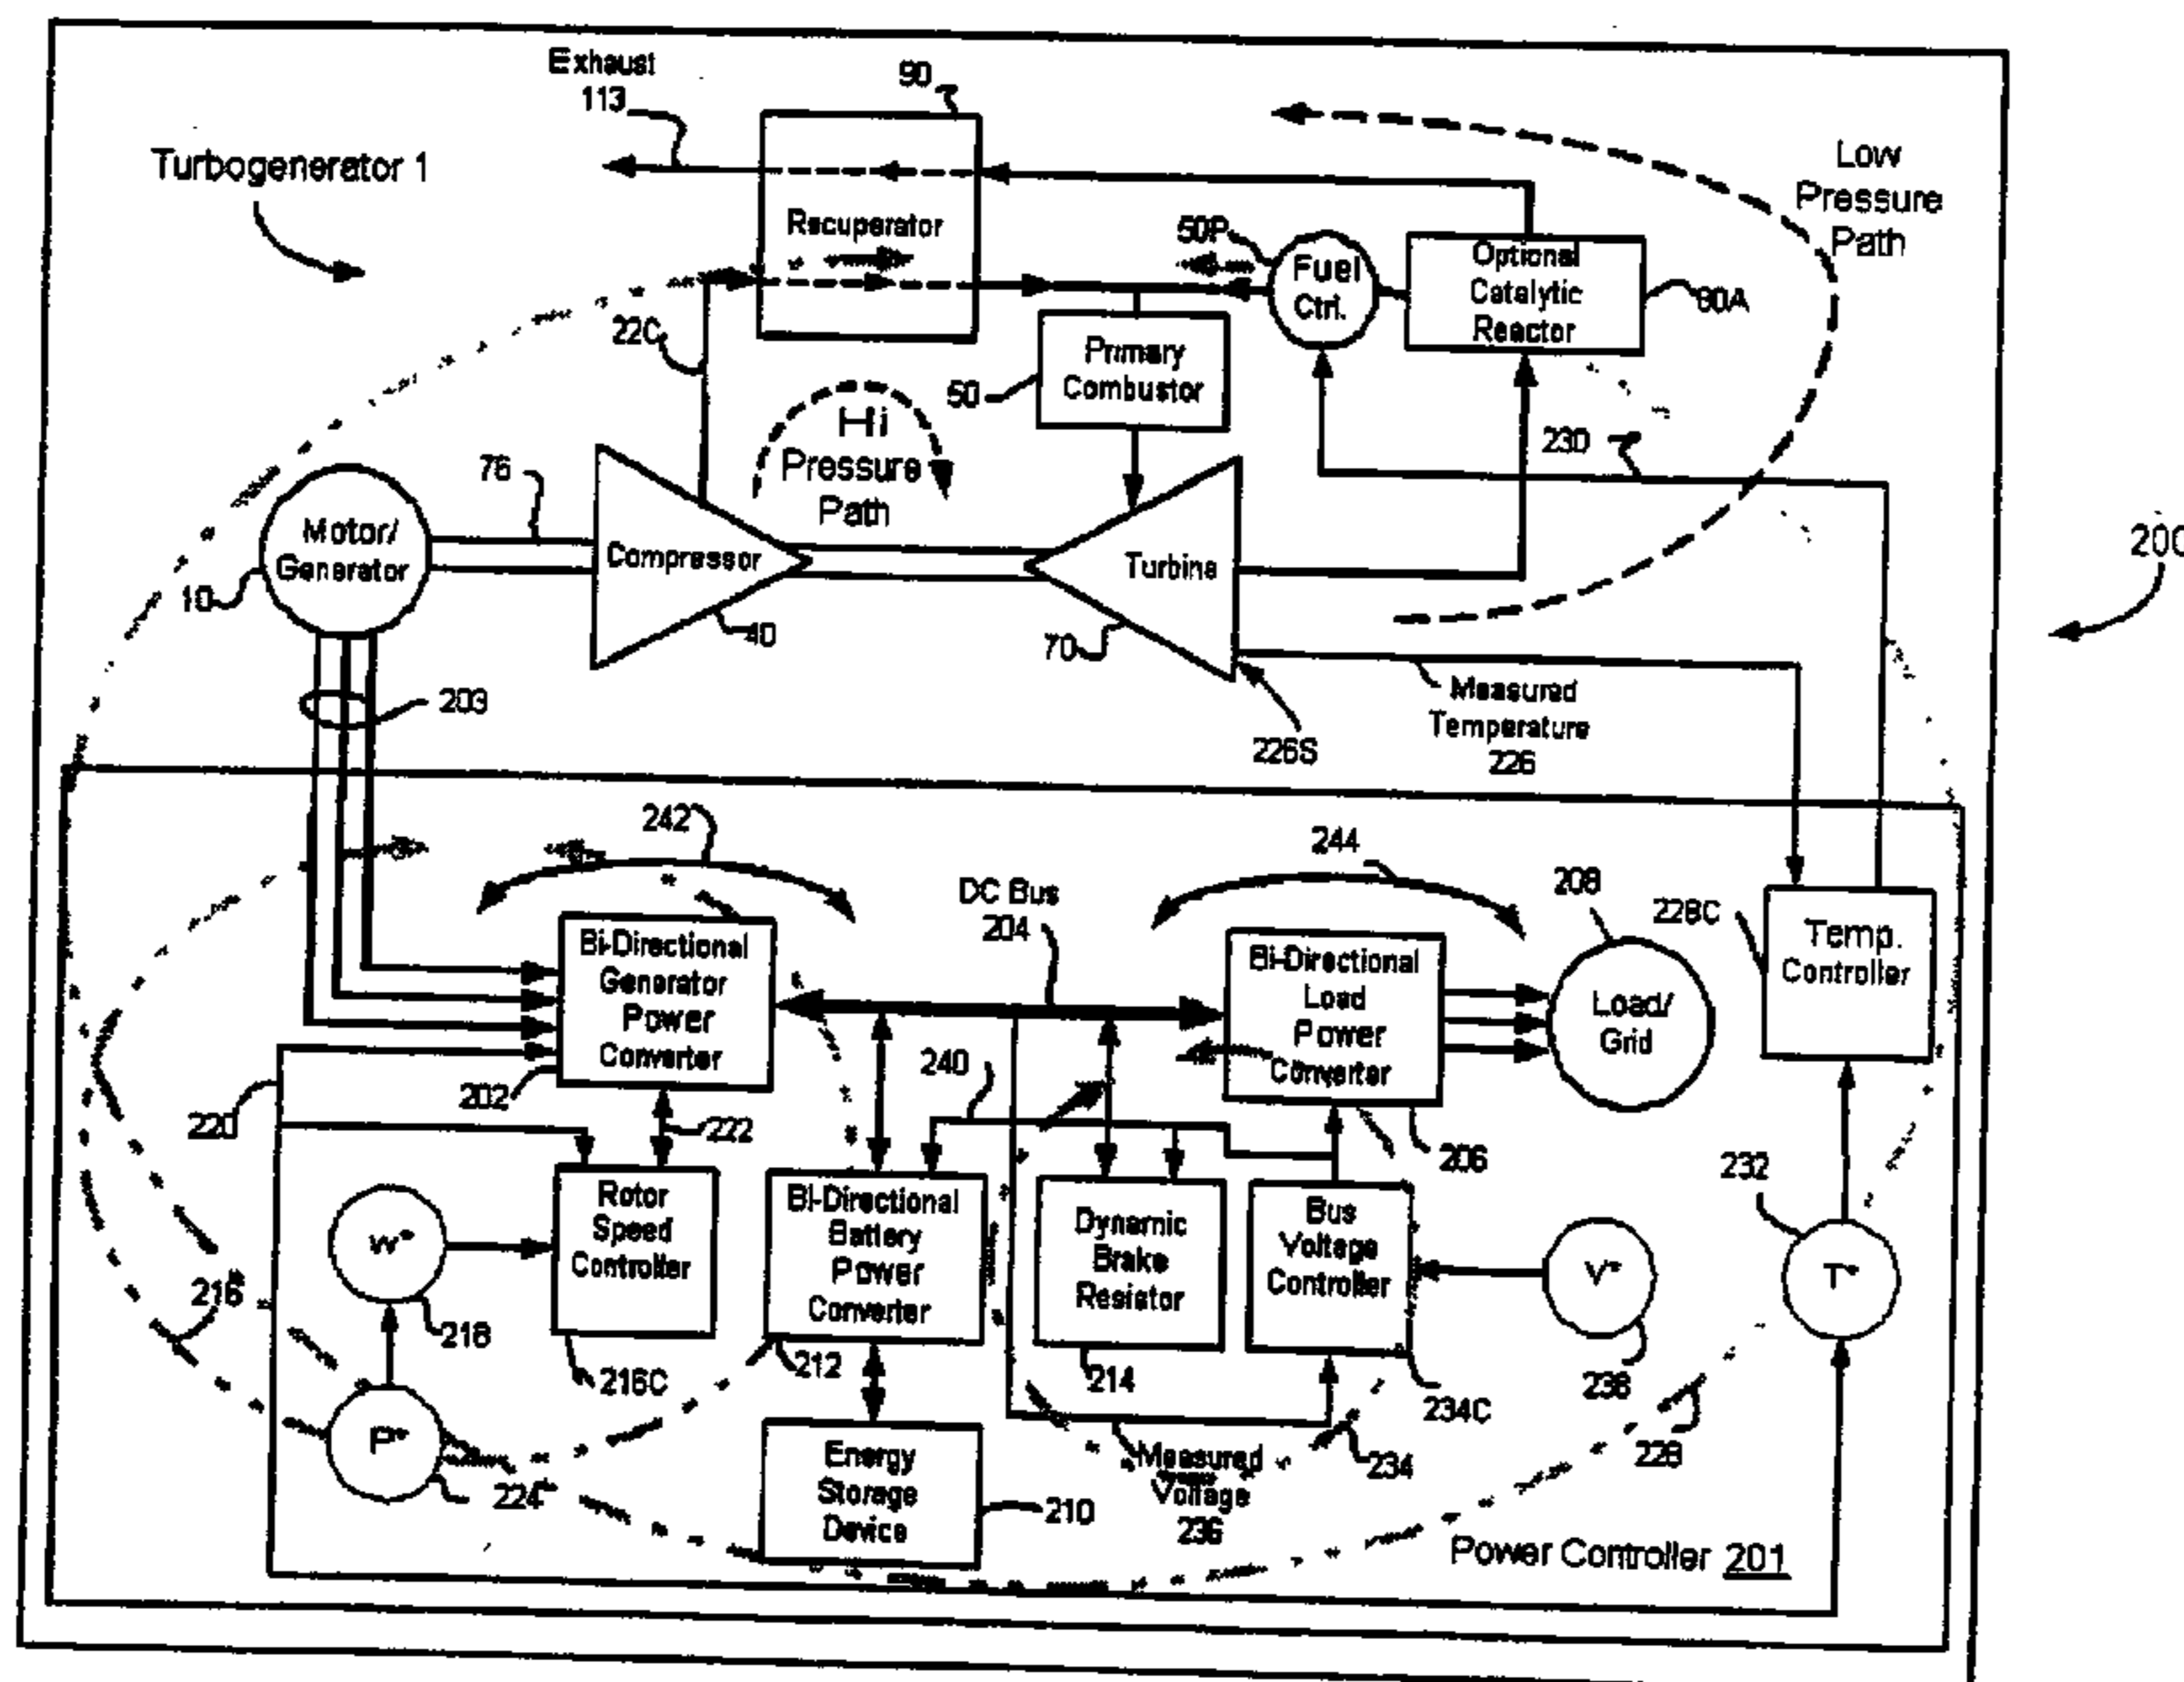 Exhaust
113
90
Turbogenerator 1
Low
Pressure
Path
Recuperator
50P
Fuel
Ctrl.
Optional
Catalytic
Reactor
80A
22C
Primary
Combustor
50
Hi
Pressure
Path
230
76
Motor/
Generator
10
Compressor
40
Turbine
70
200
203
Measured
Temperature
226
226S
242
244
DC Bus
204
208
228C
Temp.
Controller
Bi-Directional
Generator
Power
Converter
202
Bi-Directional
Load
Power
Converter
206
Load/
Grid
240
220
222
232
Rotor
Speed
Controller
216C
W*
218
216
Bi-Directional
Battery
Power
Converter
212
Dynamic
Brake
Resistor
214
Bus
Voltage
Controller
234C
V*
238
T*
P*
224
Energy
Storage
Device
210
Measured
Voltage
236
234
228
Power Controller 201